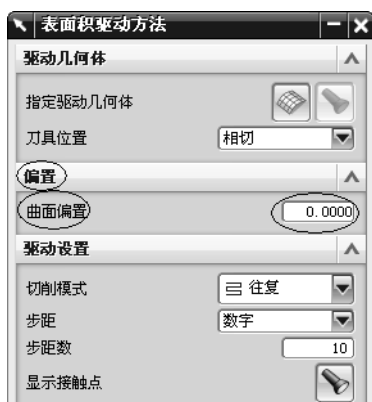 表面积驱动方法
驱动几何体
指定驱动几何体
刀具位置 相切
偏置
曲面偏置 0.0000
驱动设置
切削模式 往复
步距 数字
步距数 10
显示接触点